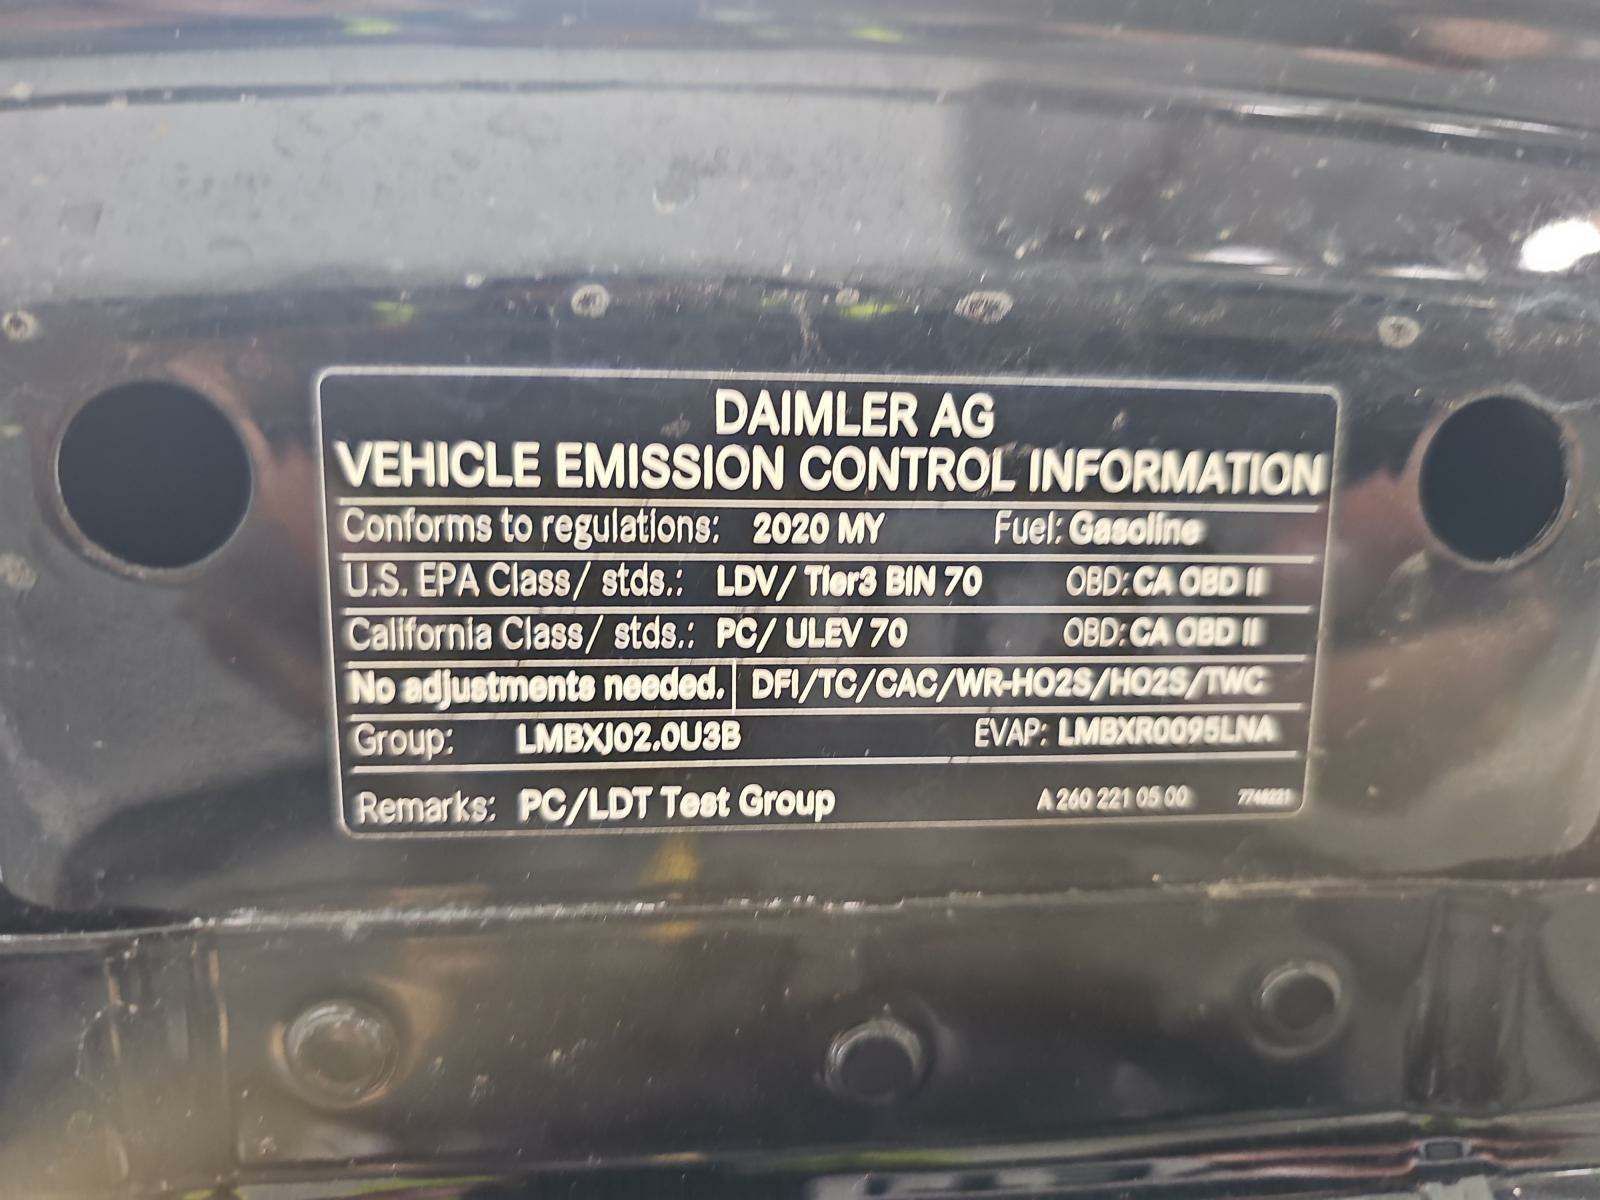 DAIMLER AG
VEHICLE EMISSION CONTROL INFORMATION
Conforms to regulations: 2020 MY Fuel: Gasoline
U.S. EPA Class/ stds.: LDV/ Tier3 BIN 70 OBD: CA OBD II
California Class/ stds.: PC/ ULEV 70 OBD: CA OBD II
No adjustments needed. DFI/TC/CAC/WR-HO2S/HO2S/TWC
Group: LMBXJ02.0U3B EVAP: LMBXR0095LNA
Remarks: PC/LDT Test Group A 260 221 05 00